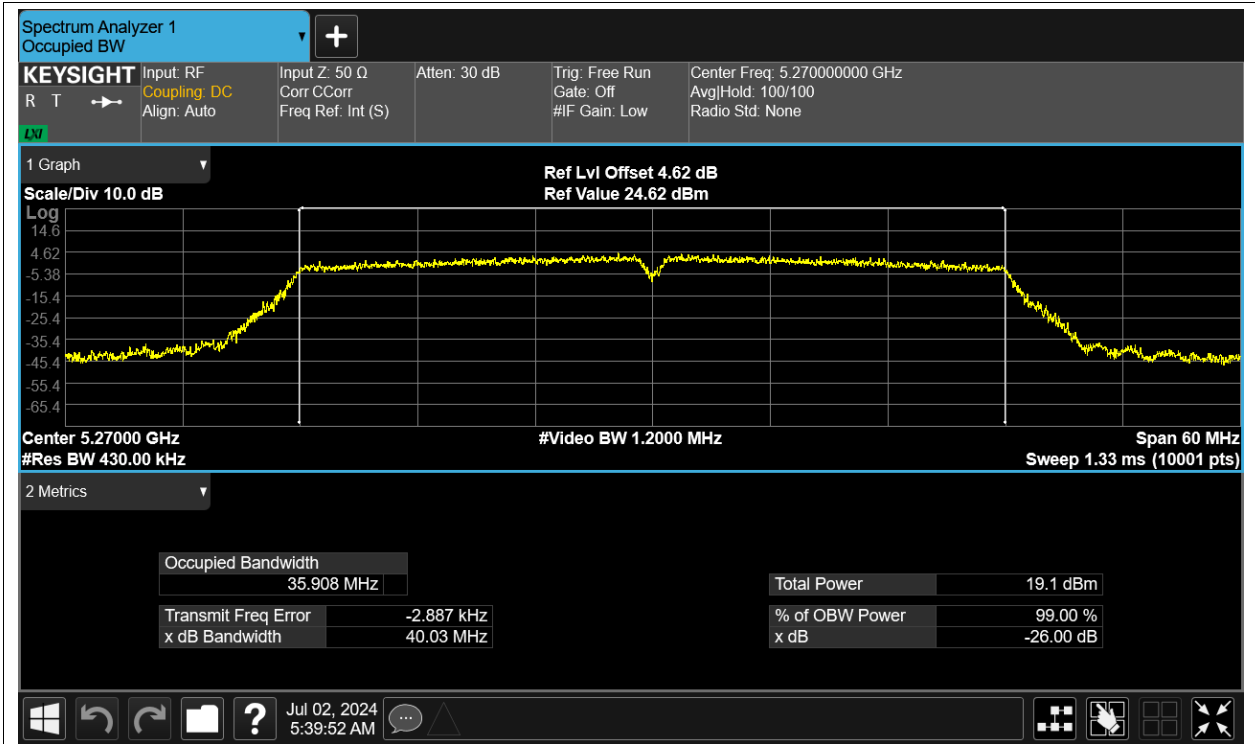 Spectrum Analyzer 1
Occupied BW
KEYSIGHT
R T
LXI
Input: RF
Coupling: DC
Align: Auto
Input Z: 50 Ω
Corr CCorr
Freq Ref: Int (S)
Atten: 30 dB
Trig: Free Run
Gate: Off
#IF Gain: Low
Center Freq: 5.270000000 GHz
Avg|Hold: 100/100
Radio Std: None
1 Graph
Scale/Div 10.0 dB
Ref Lvl Offset 4.62 dB
Ref Value 24.62 dBm
Log
14.6
4.62
-5.38
-15.4
-25.4
-35.4
-45.4
-55.4
-65.4
Center 5.27000 GHz
#Video BW 1.2000 MHz
Span 60 MHz
#Res BW 430.00 kHz
Sweep 1.33 ms (10001 pts)
2 Metrics
Occupied Bandwidth
35.908 MHz
Total Power 19.1 dBm
Transmit Freq Error -2.887 kHz
% of OBW Power 99.00 %
x dB Bandwidth 40.03 MHz
x dB -26.00 dB
?
Jul 02, 2024
5:39:52 AM